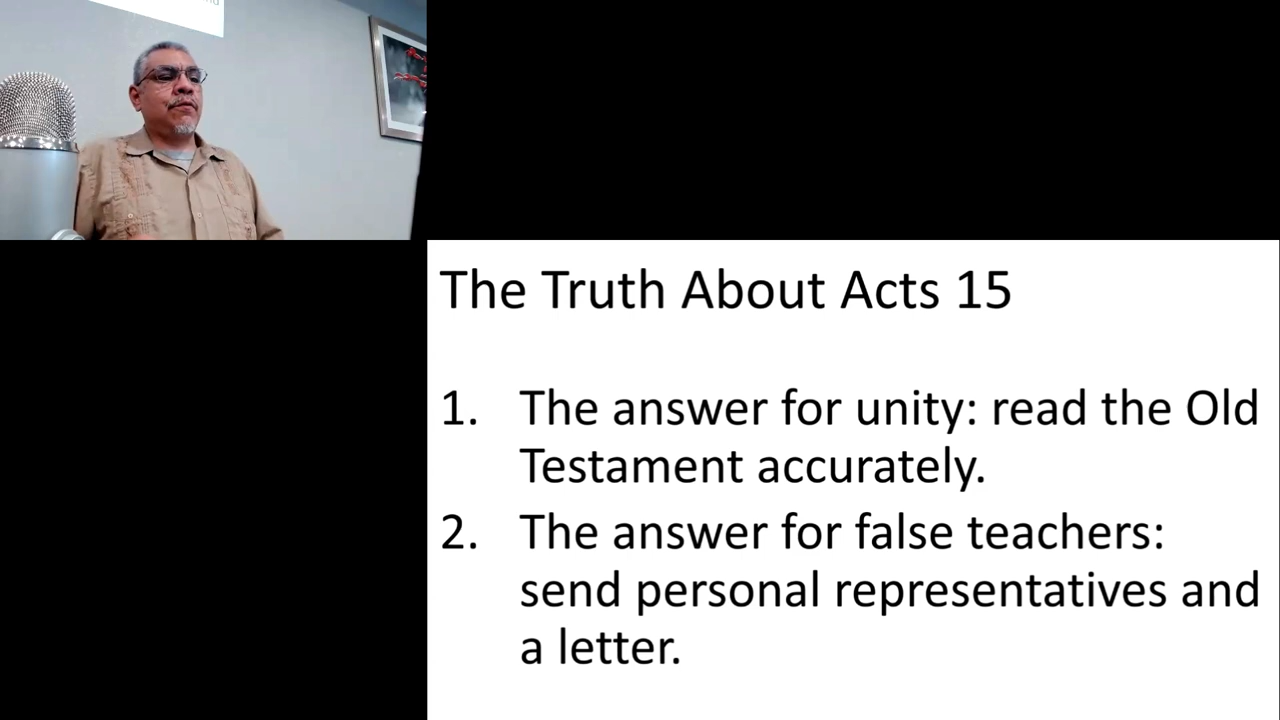 The Truth About Acts 15
1. The answer for unity: read the Old
Testament accurately.
2. The answer for false teachers:
send personal representatives and
a letter.